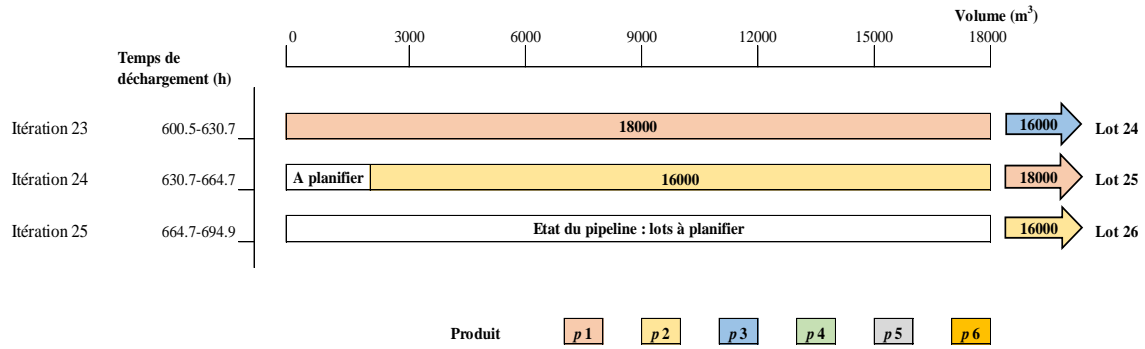 Volume (m³)
0 3000 6000 9000 12000 15000 18000
Temps de
déchargement (h)
Itération 23 600.5-630.7 18000 16000 Lot 24
Itération 24 630.7-664.7 A planifier 16000 18000 Lot 25
Itération 25 664.7-694.9 Etat du pipeline : lots à planifier 16000 Lot 26
Produit p 1 p 2 p 3 p 4 p 5 p 6